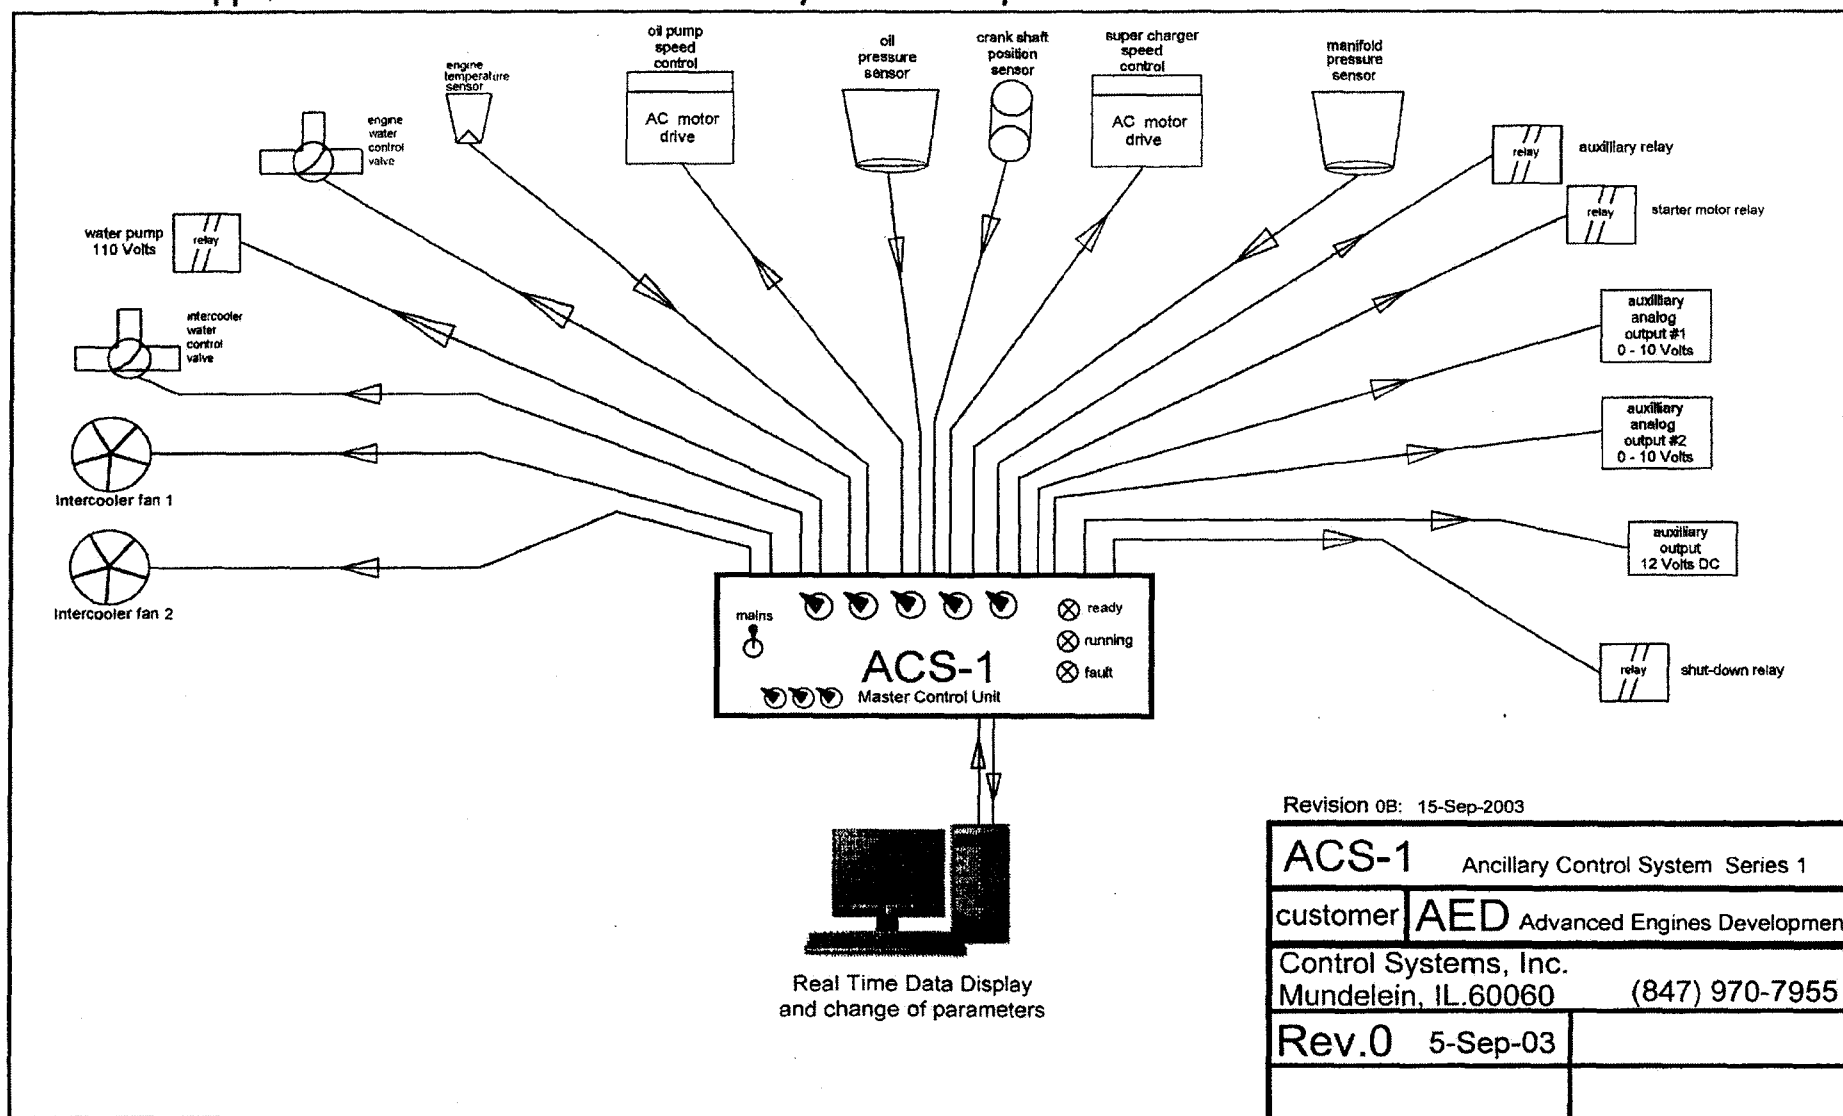 oil pump
speed
control
oil
pressure
sensor
crank shaft
position
sensor
super charger
speed
control
manifold
pressure
sensor
engine
temperature
sensor
AC motor
drive
AC motor
drive
engine
water
control
valve
relay
auxilliary relay
relay
starter motor relay
water pump
110 Volts
relay
intercooler
water
control
valve
auxilliary
analog
output #1
0 - 10 Volts
auxilliary
analog
output #2
0 - 10 Volts
Intercooler fan 1
auxilliary
output
12 Volts DC
Intercooler fan 2
mains
ready
running
fault
ACS-1
Master Control Unit
relay
shut-down relay
Real Time Data Display
and change of parameters
Revision 0B: 15-Sep-2003
ACS-1 Ancillary Control System Series 1
customer AED Advanced Engines Developmen
Control Systems, Inc.
Mundelein, IL.60060 (847) 970-7955
Rev.0 5-Sep-03